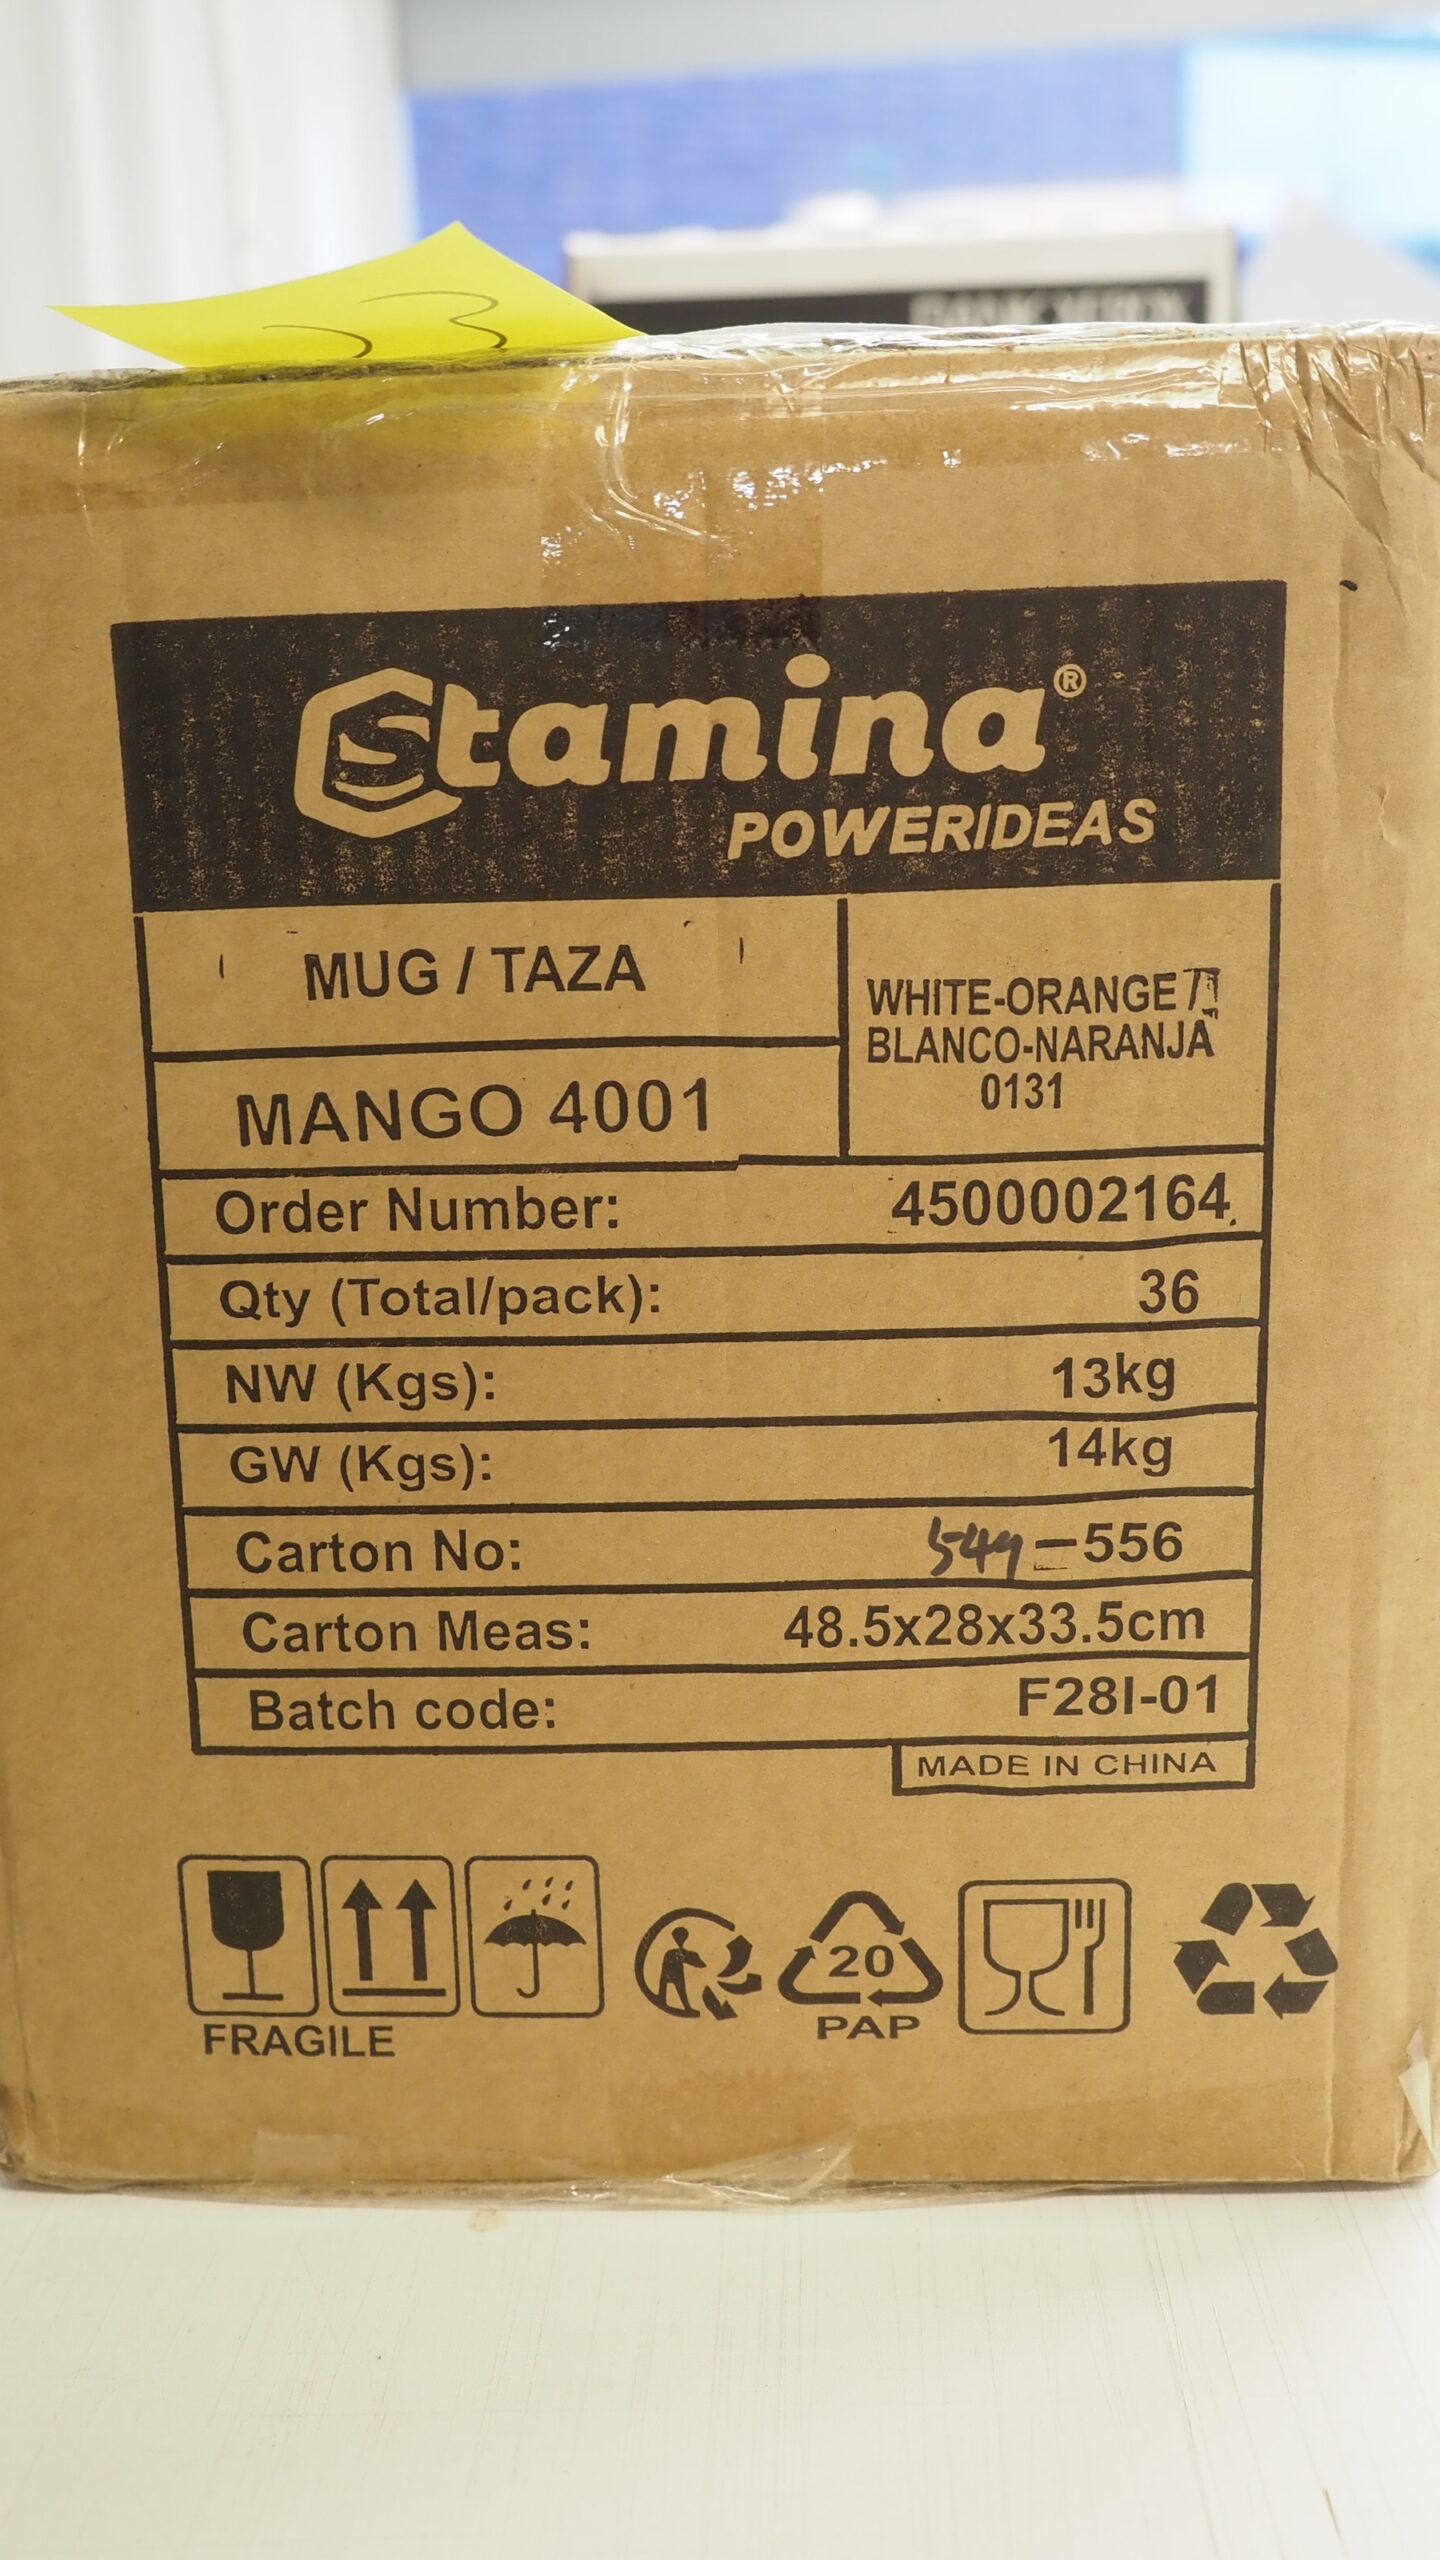 Stamina®
POWERIDEAS
MUG / TAZA
WHITE-ORANGE /
BLANCO-NARANJA
0131
MANGO 4001
Order Number: 4500002164
Qty (Total/pack): 36
NW (Kgs): 13kg
GW (Kgs): 14kg
Carton No: 549-556
Carton Meas: 48.5x28x33.5cm
Batch code: F28I-01
MADE IN CHINA
20
FRAGILE
PAP